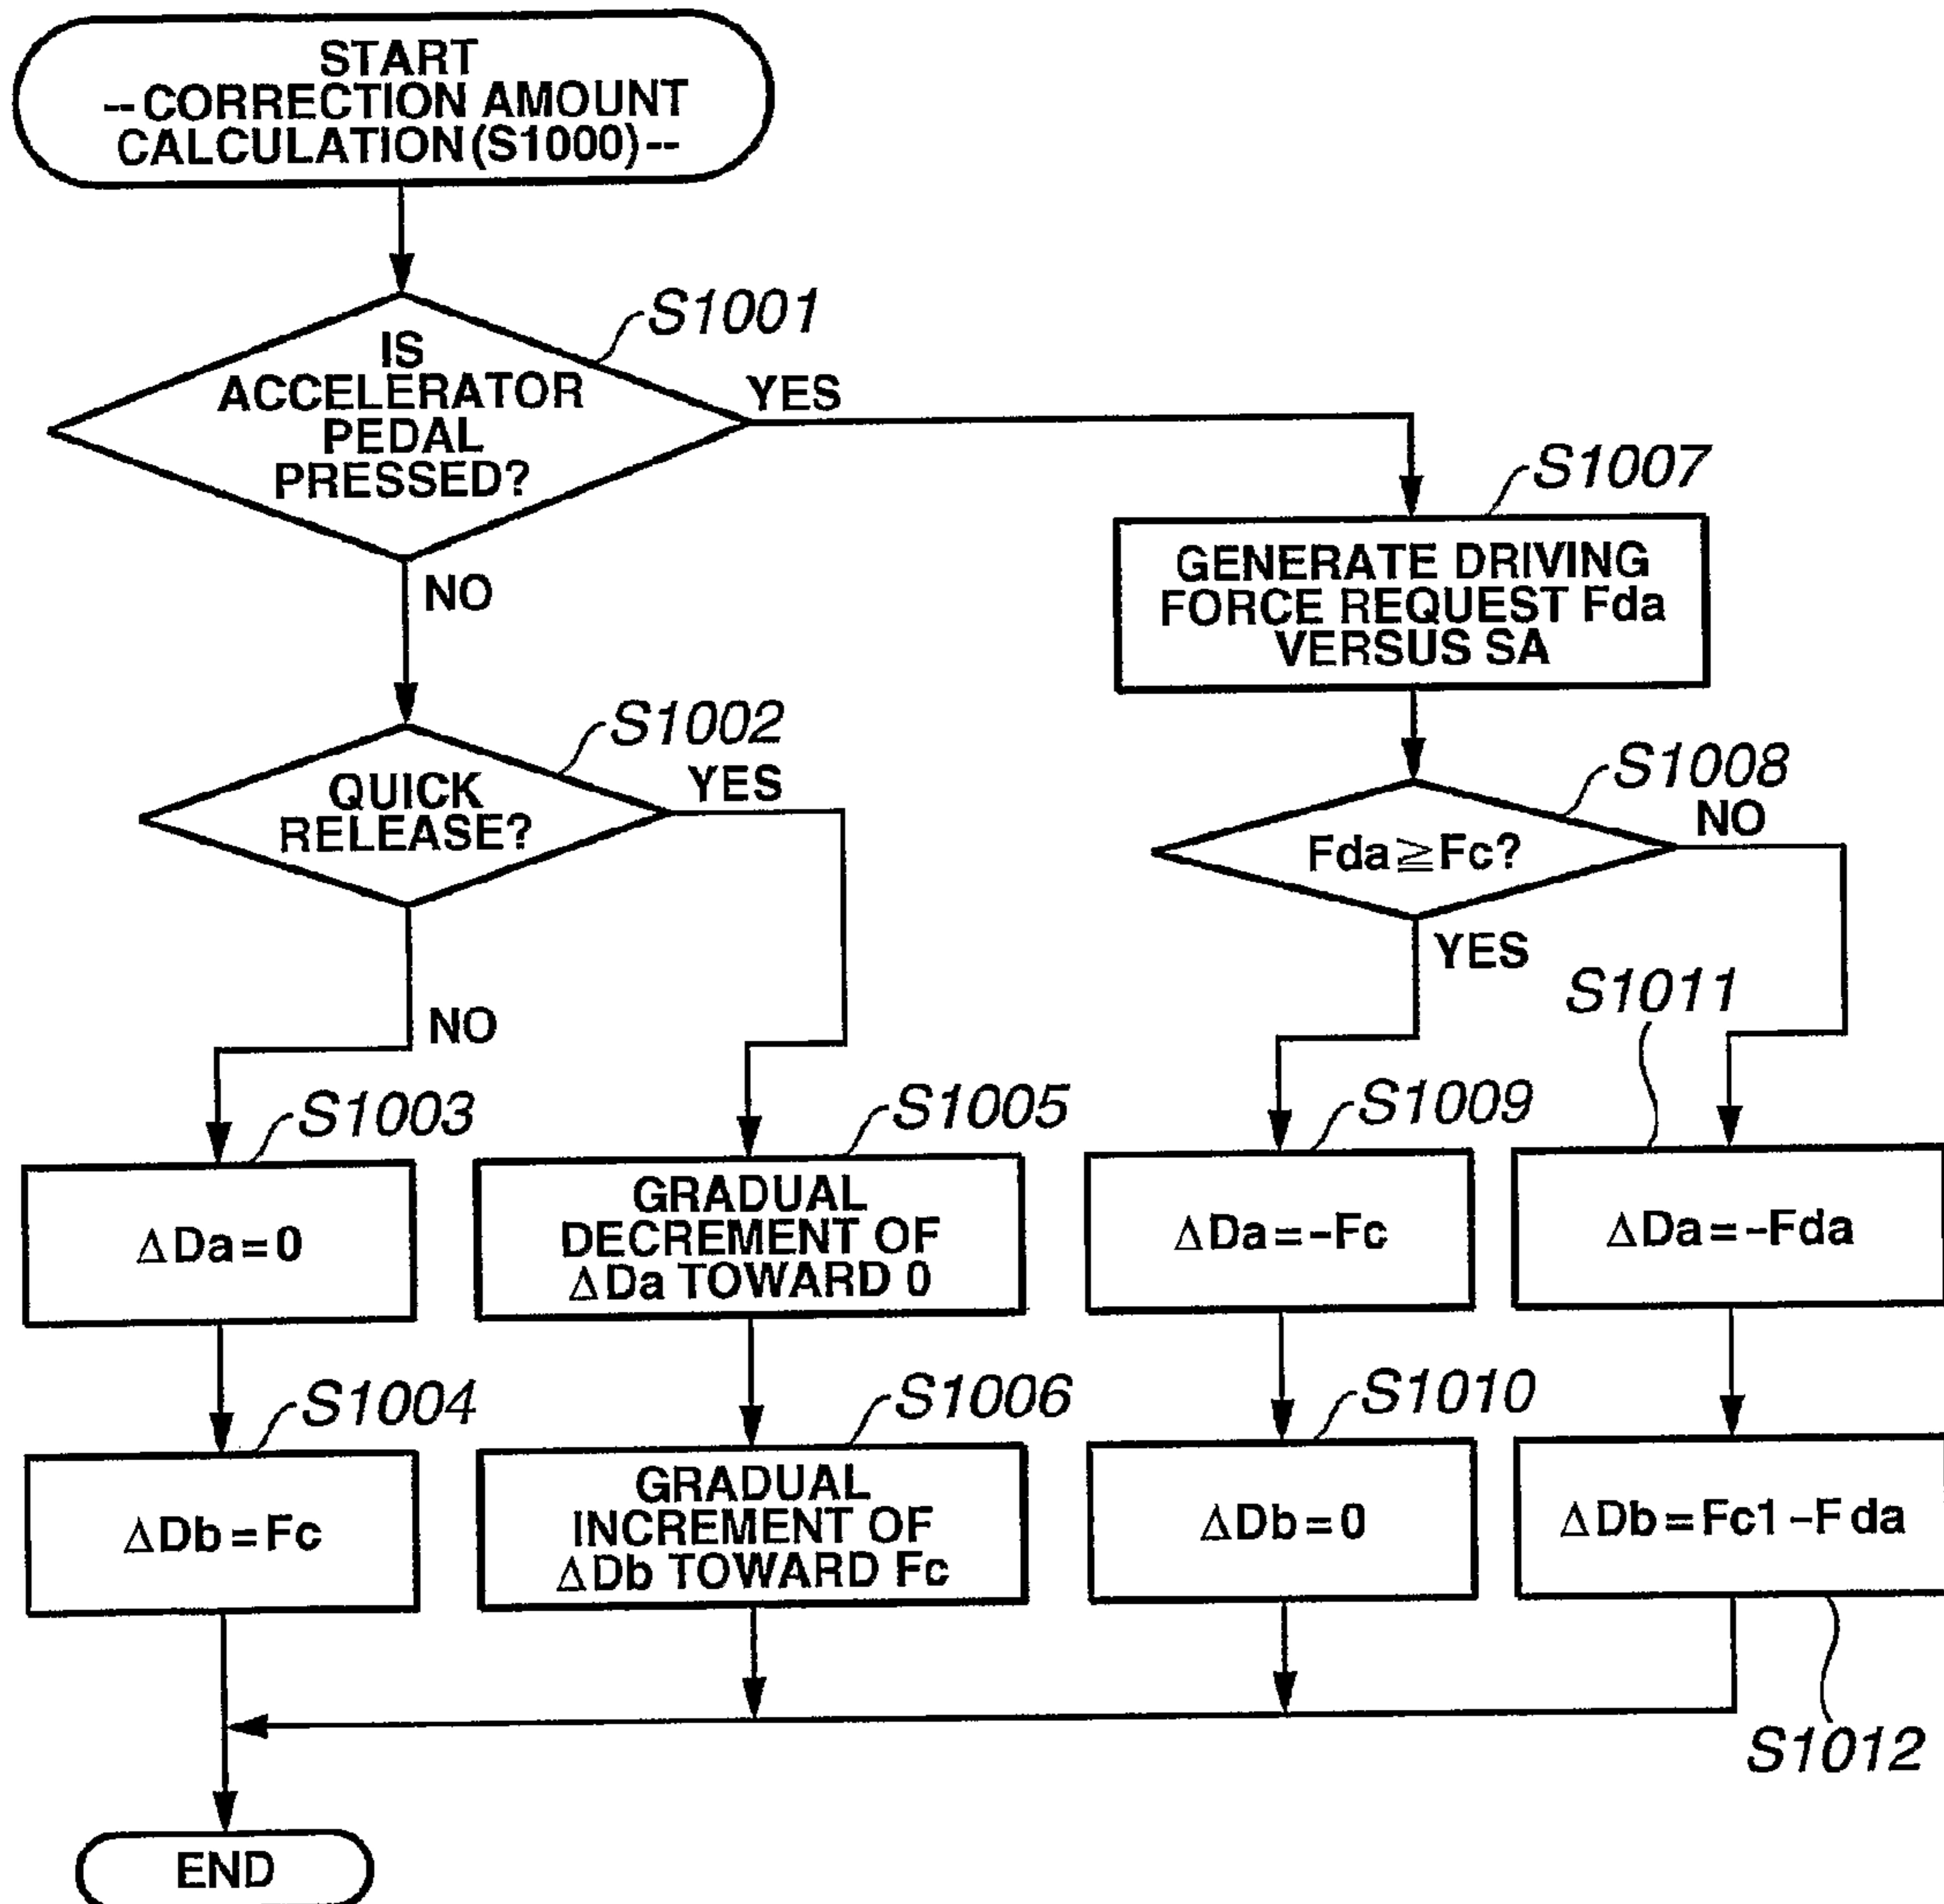 START
--CORRECTION AMOUNT
CALCULATION(S1000)--
S1001
IS
ACCELERATOR
PEDAL
PRESSED?
YES
NO
S1007
GENERATE DRIVING
FORCE REQUEST Fda
VERSUS SA
S1002
QUICK
RELEASE?
YES
NO
S1008
Fda≧Fc?
NO
YES
S1003
ΔDa=0
S1004
ΔDb=Fc
S1005
GRADUAL
DECREMENT OF
ΔDa TOWARD 0
S1006
GRADUAL
INCREMENT OF
ΔDb TOWARD Fc
S1009
ΔDa=-Fc
S1010
ΔDb=0
S1011
ΔDa=-Fda
ΔDb=Fc1-Fda
S1012
END